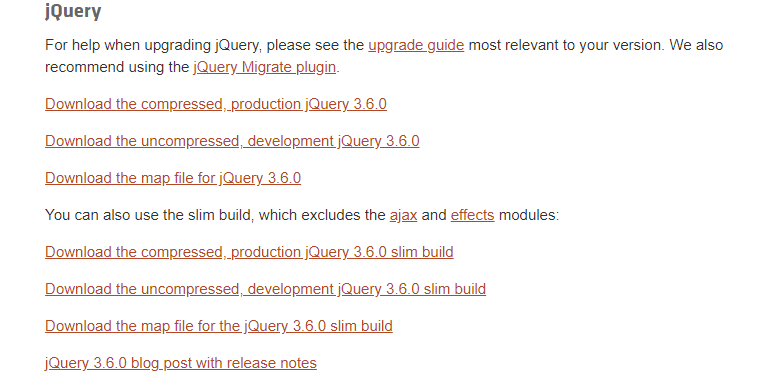 jQuery
For help when upgrading jQuery, please see the upgrade guide most relevant to your version. We also
recommend using the jQuery Migrate plugin.
Download the compressed, production jQuery 3.6.0
Download the uncompressed, development jQuery 3.6.0
Download the map file for jQuery 3.6.0
You can also use the slim build, which excludes the ajax and effects modules:
Download the compressed, production jQuery 3.6.0 slim build
Download the uncompressed, development jQuery 3.6.0 slim build
Download the map file for the jQuery 3.6.0 slim build
jQuery 3.6.0 blog post with release notes